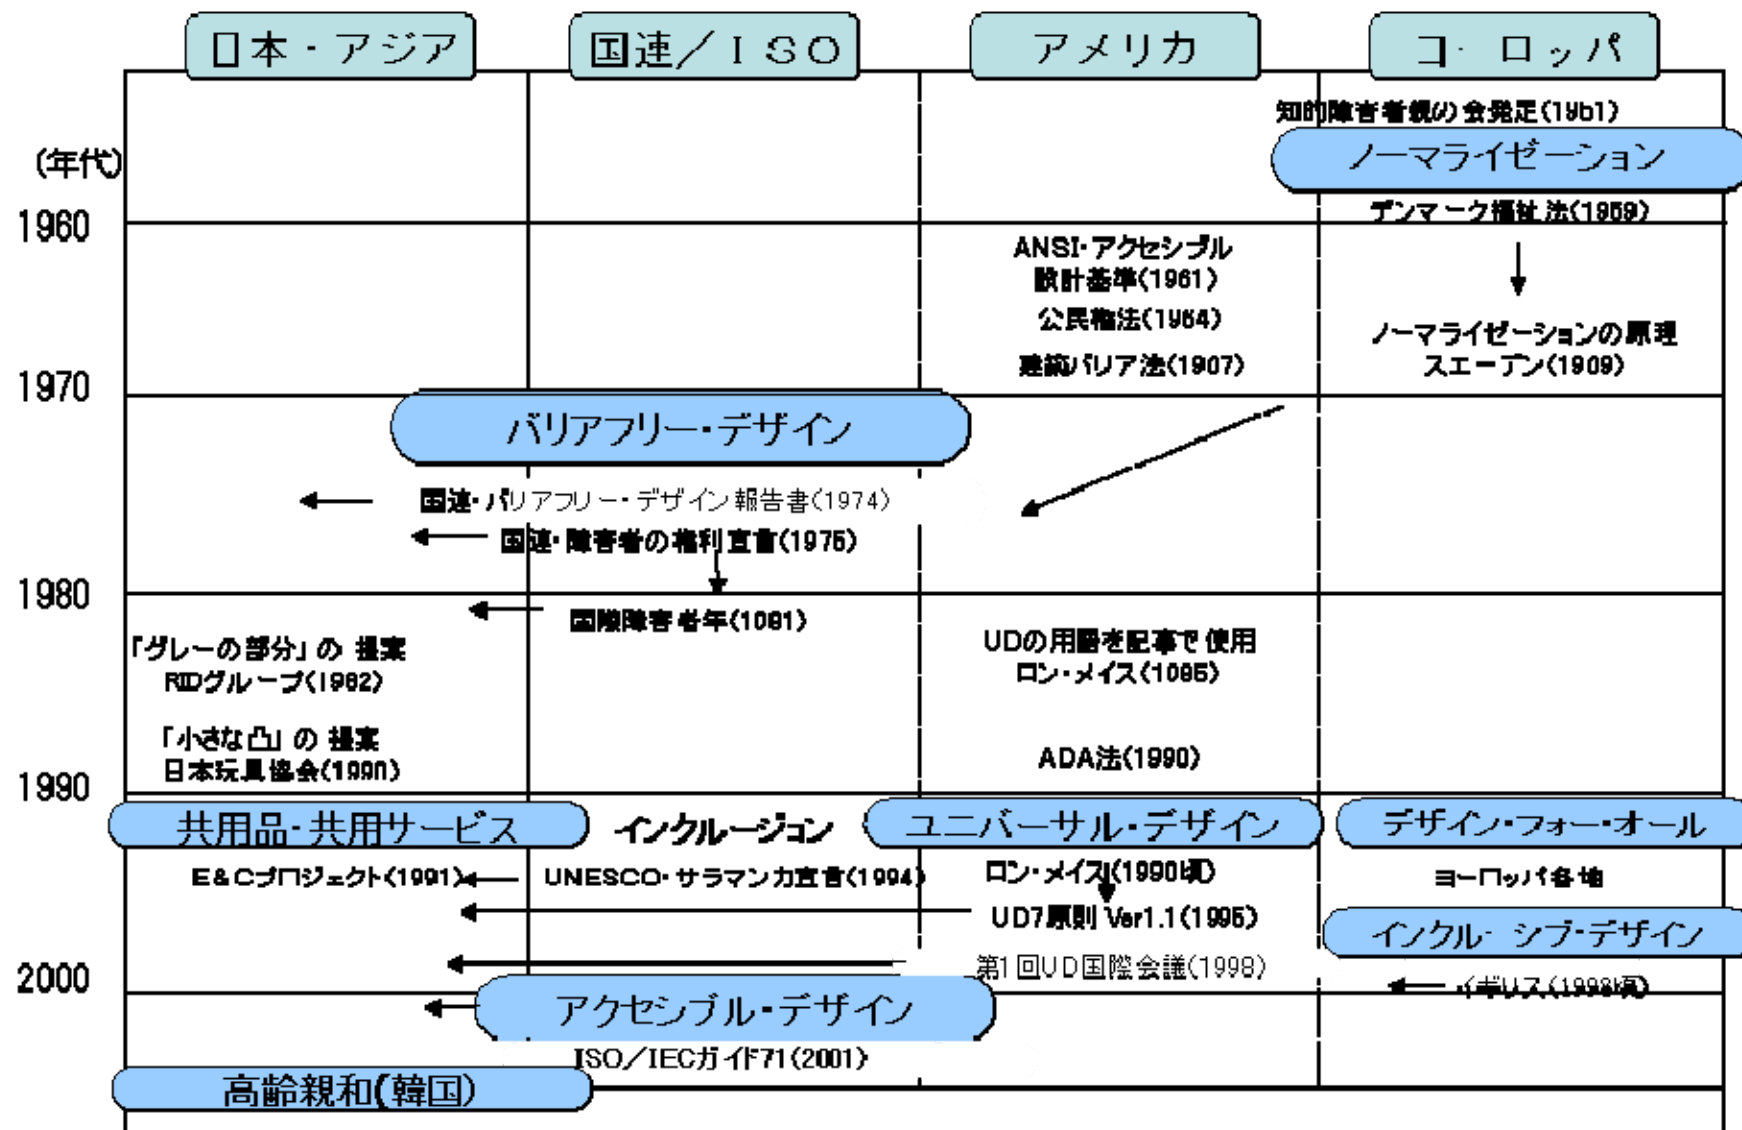 日本・アジア
国連／ＩＳＯ
アメリカ
ヨーロッパ
(年代)
知的障害者親の会発足(1951)
ノーマライゼーション
デンマーク福祉法(1959)
1960
ANSI・アクセシブル
設計基準(1961)
公民権法(1964)
建築バリア法(1967)
ノーマライゼーションの原理
スエーデン(1969)
1970
バリアフリー・デザイン
国連・バリアフリー・デザイン報告書(1974)
国連・障害者の権利宣言(1975)
1980
国際障害者年(1981)
「グレーの部分」の 提案
RIDグループ(1982)
UDの用語を記事で使用
ロン・メイス(1985)
「小さな凸」の 提案
日本玩具協会(1990)
ADA法(1990)
1990
共用品・共用サービス
インクルージョン
ユニバーサル・デザイン
デザイン・フォー・オール
E&Cプロジェクト(1991)
UNESCO・サラマンカ宣言(1994)
ロン・メイス(1990頃)
ヨーロッパ各地
UD7原則 Ver1.1(1995)
インクルーシブ・デザイン
第1回UD国際会議(1998)
イギリス(1998頃)
2000
アクセシブル・デザイン
ISO／IECガイド71(2001)
高齢親和(韓国)